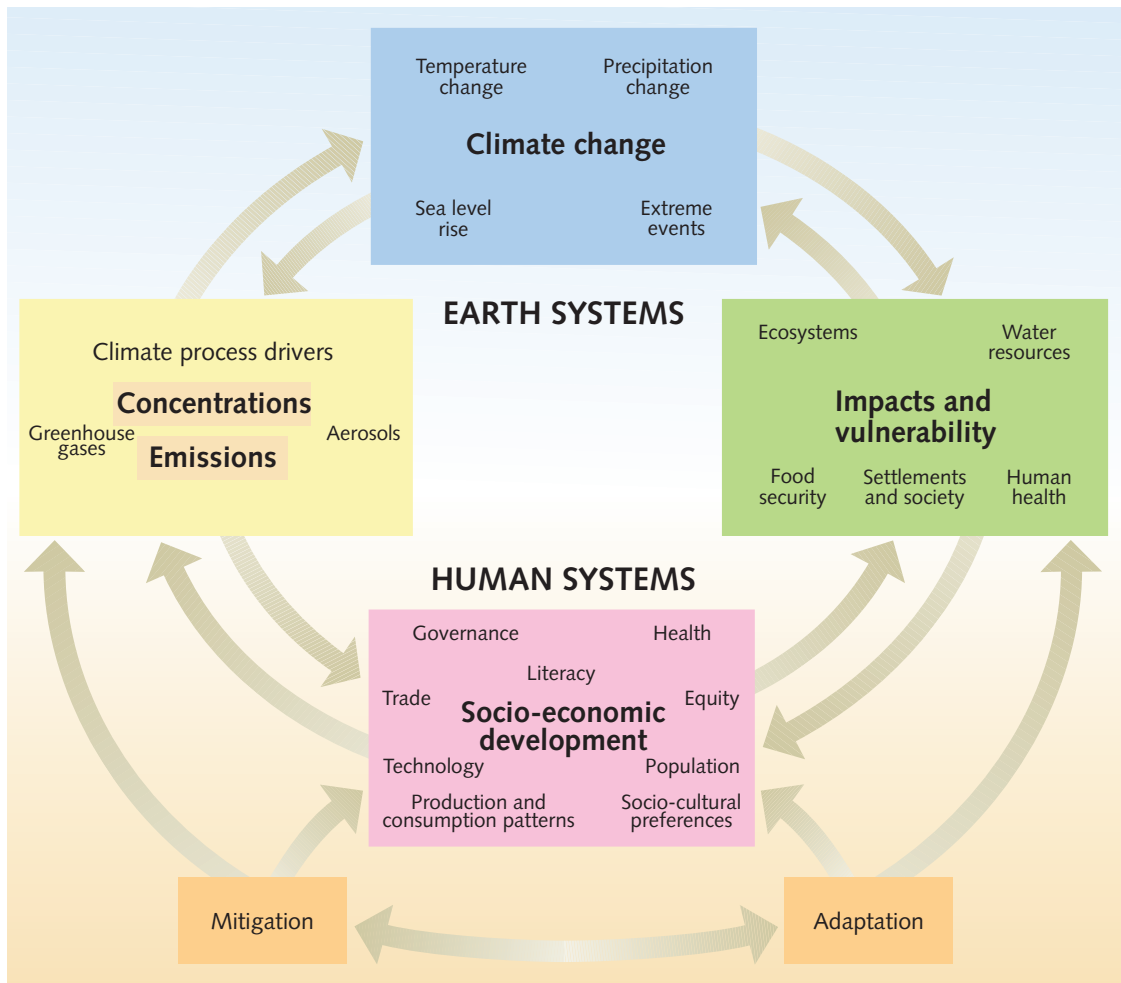 Temperature
change
Precipitation
change
Climate change
Sea level
rise
Extreme
events
EARTH SYSTEMS
Climate process drivers
Concentrations
Greenhouse
gases
Aerosols
Emissions
Ecosystems
Water
resources
Impacts and
vulnerability
Food
security
Settlements
and society
Human
health
HUMAN SYSTEMS
Governance
Health
Literacy
Trade
Equity
Socio-economic
development
Technology
Population
Production and
consumption patterns
Socio-cultural
preferences
Mitigation
Adaptation